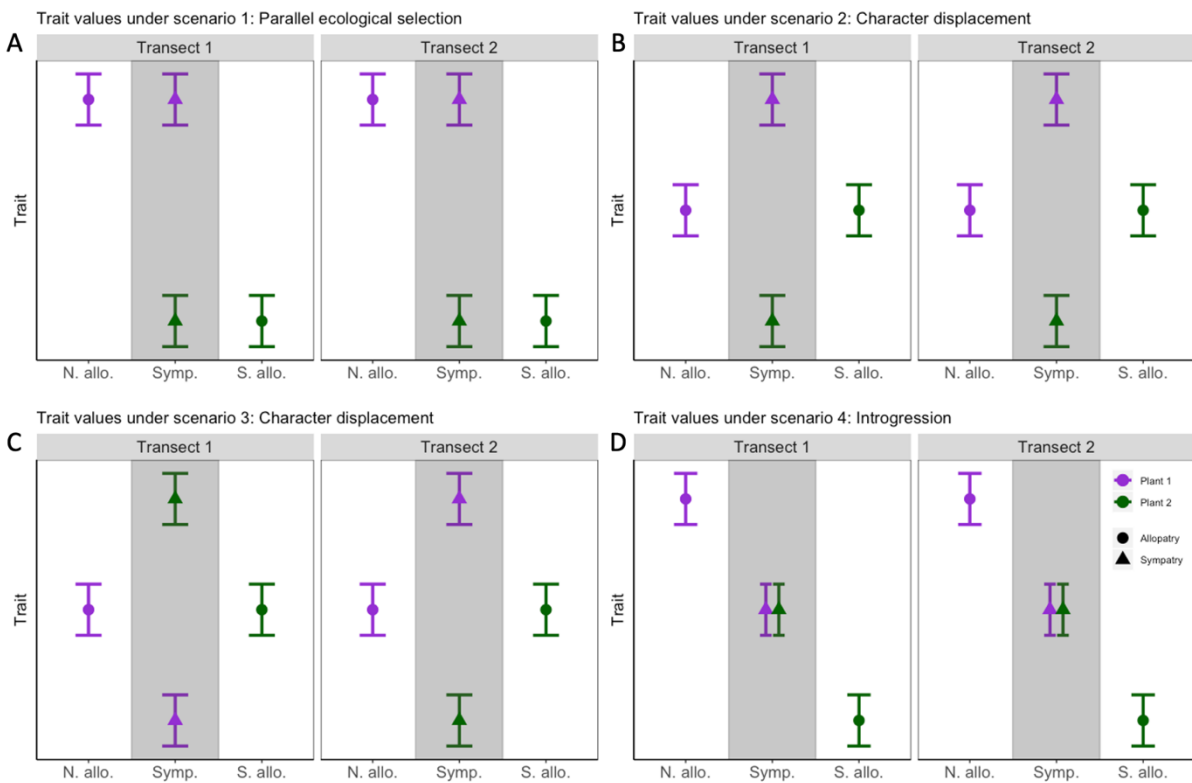 Trait values under scenario 1: Parallel ecological selection
A
Transect 1
Transect 2
Trait
N. allo.
Symp.
S. allo.
N. allo.
Symp.
S. allo.
Trait values under scenario 2: Character displacement
B
Transect 1
Transect 2
Trait
N. allo.
Symp.
S. allo.
N. allo.
Symp.
S. allo.
Trait values under scenario 3: Character displacement
C
Transect 1
Transect 2
Trait
N. allo.
Symp.
S. allo.
N. allo.
Symp.
S. allo.
Trait values under scenario 4: Introgression
D
Transect 1
Transect 2
Trait
Plant 1
Plant 2
Allopatry
Sympatry
N. allo.
Symp.
S. allo.
N. allo.
Symp.
S. allo.